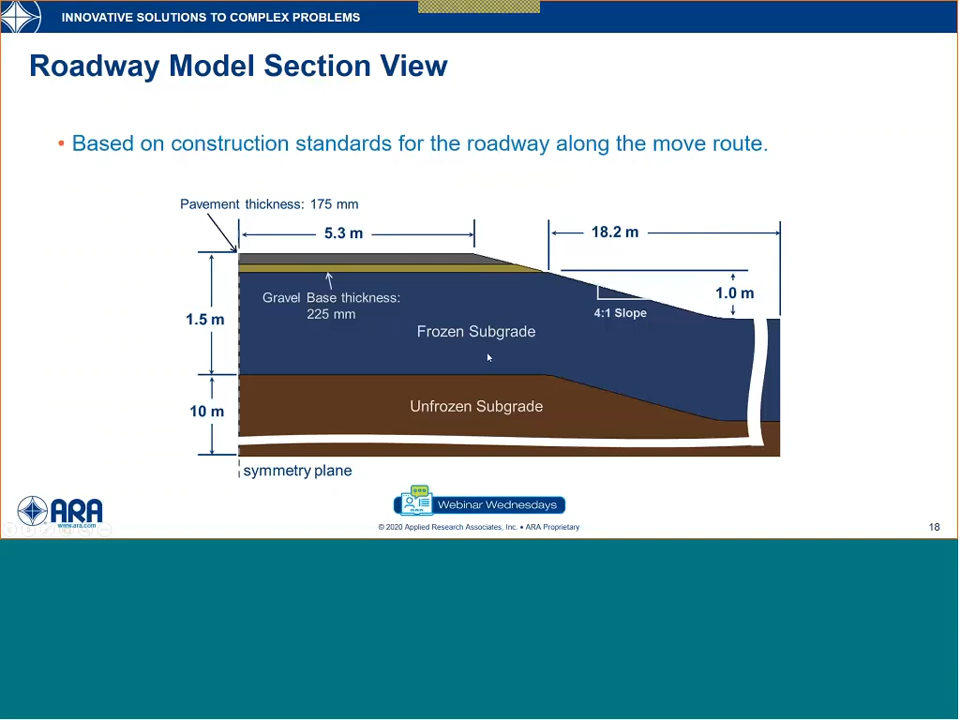 INNOVATIVE SOLUTIONS TO COMPLEX PROBLEMS
Roadway Model Section View
• Based on construction standards for the roadway along the move route.
Pavement thickness: 175 mm
5.3 m
18.2 m
Gravel Base thickness:
225 mm
1.0 m
4:1 Slope
1.5 m
Frozen Subgrade
10 m
Unfrozen Subgrade
symmetry plane
ARA
www.ara.com
Webinar Wednesdays
© 2020 Applied Research Associates, Inc. • ARA Proprietary
18